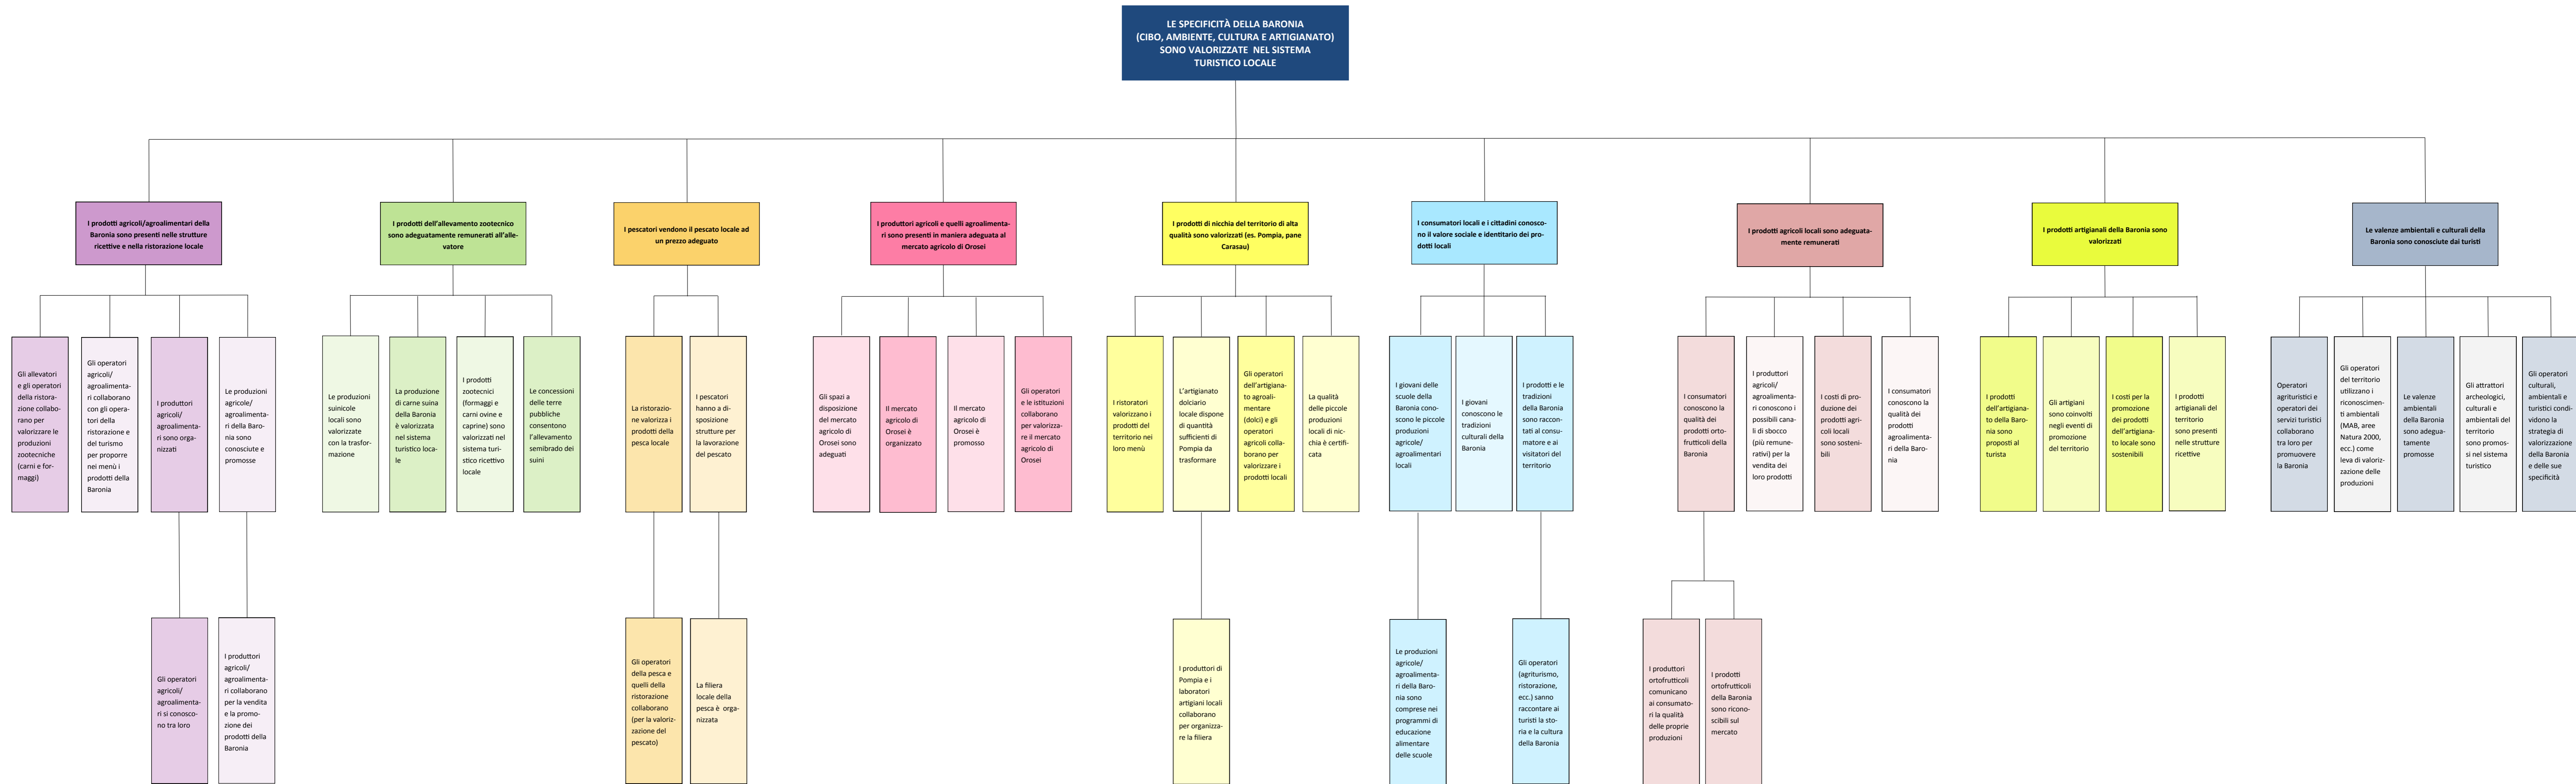 LE SPECIFICITÀ DELLA BARONIA
(CIBO, AMBIENTE, CULTURA E ARTIGIANATO)
SONO VALORIZZATE NEL SISTEMA
TURISTICO LOCALE
I prodotti agricoli/agroalimentari della
Baronia sono presenti nelle strutture
ricettive e nella ristorazione locale
I prodotti dell'allevamento zootecnico
sono adeguatamente remunerati all'alle-
vatore
I pescatori vendono il pescato locale ad
un prezzo adeguato
I produttori agricoli e quelli agroalimenta-
ri sono presenti in maniera adeguata al
mercato agricolo di Orosei
I prodotti di nicchia del territorio di alta
qualità sono valorizzati (es. Pompia, pane
Carasau)
I consumatori locali e i cittadini conosco-
no il valore sociale e identitario dei pro-
dotti locali
I prodotti agricoli locali sono adeguata-
mente remunerati
I prodotti artigianali della Baronia sono
valorizzati
Le valenze ambientali e culturali della
Baronia sono conosciute dai turisti
Gli allevatori
e gli operatori
della ristora-
zione collabo-
rano per
valorizzare le
produzioni
zootecniche
(carni e for-
maggi)
Gli operatori
agricoli/
agroalimenta-
ri collaborano
con gli opera-
tori della
ristorazione e
del turismo
per proporre
nei menù i
prodotti della
Baronia
I produttori
agricoli/
agroalimenta-
ri sono orga-
nizzati
Le produzioni
agricole/
agroalimenta-
ri della Baro-
nia sono
conosciute e
promosse
Le produzioni
suinicole
locali sono
valorizzate
con la trasfor-
mazione
La produzione
di carne suina
della Baronia
è valorizzata
nel sistema
turistico loca-
le
I prodotti
zootecnici
(formaggi e
carni ovine e
caprine) sono
valorizzati nel
sistema turi-
stico ricettivo
locale
Le concessioni
delle terre
pubbliche
consentono
l'allevamento
semibrado dei
suini
La ristorazio-
ne valorizza i
prodotti della
pesca locale
I pescatori
hanno a di-
sposizione
strutture per
la lavorazione
del pescato
Gli spazi a
disposizione
del mercato
agricolo di
Orosei sono
adeguati
Il mercato
agricolo di
Orosei è
organizzato
Il mercato
agricolo di
Orosei è
promosso
Gli operatori
e le istituzioni
collaborano
per valorizza-
re il mercato
agricolo di
Orosei
I ristoratori
valorizzano i
prodotti del
territorio nei
loro menù
L'artigianato
dolciario
locale dispone
di quantità
sufficienti di
Pompia da
trasformare
Gli operatori
dell'artigiana-
to agroali-
mentare
(dolci) e gli
operatori
agricoli colla-
borano per
valorizzare i
prodotti locali
La qualità
delle piccole
produzioni
locali di nic-
chia è certifi-
cata
I giovani delle
scuole della
Baronia cono-
scono le piccole
produzioni
agricole/
agroalimentari
locali
I giovani
conoscono le
tradizioni
culturali della
Baronia
I prodotti e le
tradizioni
della Baronia
sono raccon-
tati al consu-
matore e ai
visitatori del
territorio
I consumatori
conoscono la
qualità dei
prodotti orto-
frutticoli della
Baronia
I produttori
agricoli/
agroalimenta-
ri conoscono i
possibili cana-
li di sbocco
(più remune-
rativi) per la
vendita dei
loro prodotti
I costi di pro-
duzione dei
prodotti agri-
coli locali
sono sosteni-
bili
I consumatori
conoscono la
qualità dei
prodotti
agroalimenta-
ri della Baro-
nia
I prodotti
dell'artigiana-
to della Baro-
nia sono
proposti al
turista
Gli artigiani
sono coinvolti
negli eventi di
promozione
del territorio
I costi per la
promozione
dei prodotti
dell'artigiana-
to locale sono
sostenibili
I prodotti
artigianali del
territorio
sono presenti
nelle strutture
ricettive
Operatori
agrituristici e
operatori dei
servizi turistici
collaborano
tra loro per
promuovere
la Baronia
Gli operatori
del territorio
utilizzano i
riconoscimen-
ti ambientali
(MAB, aree
Natura 2000,
ecc.) come
leva di valoriz-
zazione delle
produzioni
Le valenze
ambientali
della Baronia
sono adegua-
tamente
promosse
Gli attrattori
archeologici,
culturali e
ambientali del
territorio
sono promos-
si nel sistema
turistico
Gli operatori
culturali,
ambientali e
turistici condi-
vidono la
strategia di
valorizzazione
della Baronia
e delle sue
specificità
Gli operatori
agricoli/
agroalimenta-
ri si conosco-
no tra loro
I produttori
agricoli/
agroalimenta-
ri collaborano
per la vendita
e la promo-
zione dei
prodotti della
Baronia
Gli operatori
della pesca e
quelli della
ristorazione
collaborano
(per la valoriz-
zazione del
pescato)
La filiera
locale della
pesca è orga-
nizzata
I produttori di
Pompia e i
laboratori
artigiani locali
collaborano
per organizza-
re la filiera
Le produzioni
agricole/
agroalimenta-
ri della Baro-
nia sono
comprese nei
programmi di
educazione
alimentare
delle scuole
Gli operatori
(agriturismo,
ristorazione,
ecc.) sanno
raccontare ai
turisti la sto-
ria e la cultura
della Baronia
I produttori
ortofrutticoli
comunicano
ai consumato-
ri la qualità
delle proprie
produzioni
I prodotti
ortofrutticoli
della Baronia
sono ricono-
scibili sul
mercato